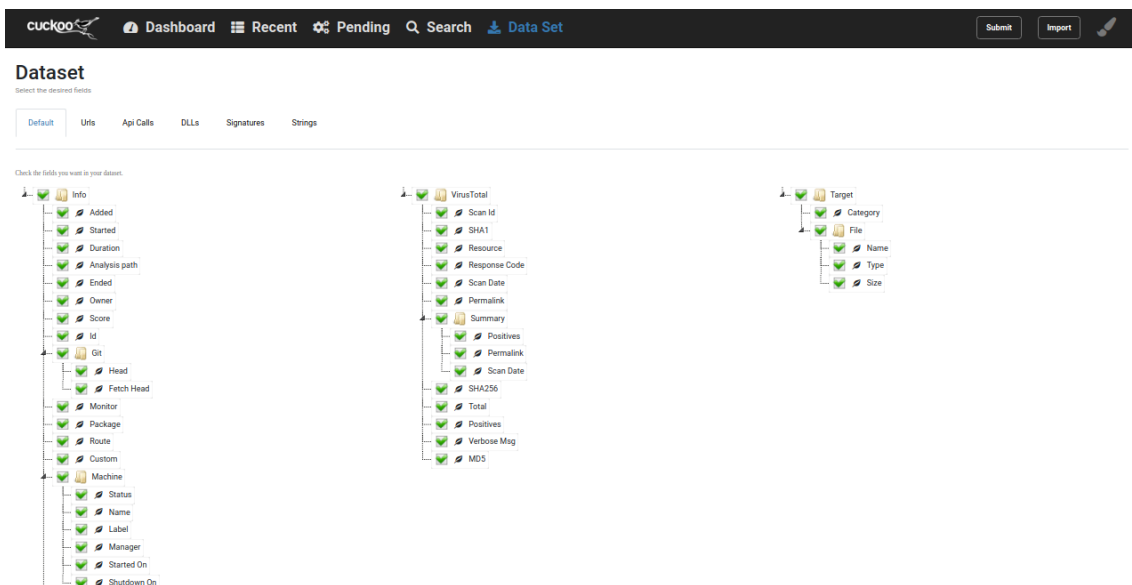 cuckoo Dashboard Recent Pending Search Data Set Submit Import
Dataset
Select the desired fields
Default Urls Api Calls DLLs Signatures Strings
Check the fields you want in your dataset.
Info
Added
Started
Duration
Analysis path
Ended
Owner
Score
Id
Git
Head
Fetch Head
Monitor
Package
Route
Custom
Machine
Status
Name
Label
Manager
Started On
Shutdown On
VirusTotal
Scan Id
SHA1
Resource
Response Code
Scan Date
Permalink
Summary
Positives
Permalink
Scan Date
SHA256
Total
Positives
Verbose Msg
MD5
Target
Category
File
Name
Type
Size